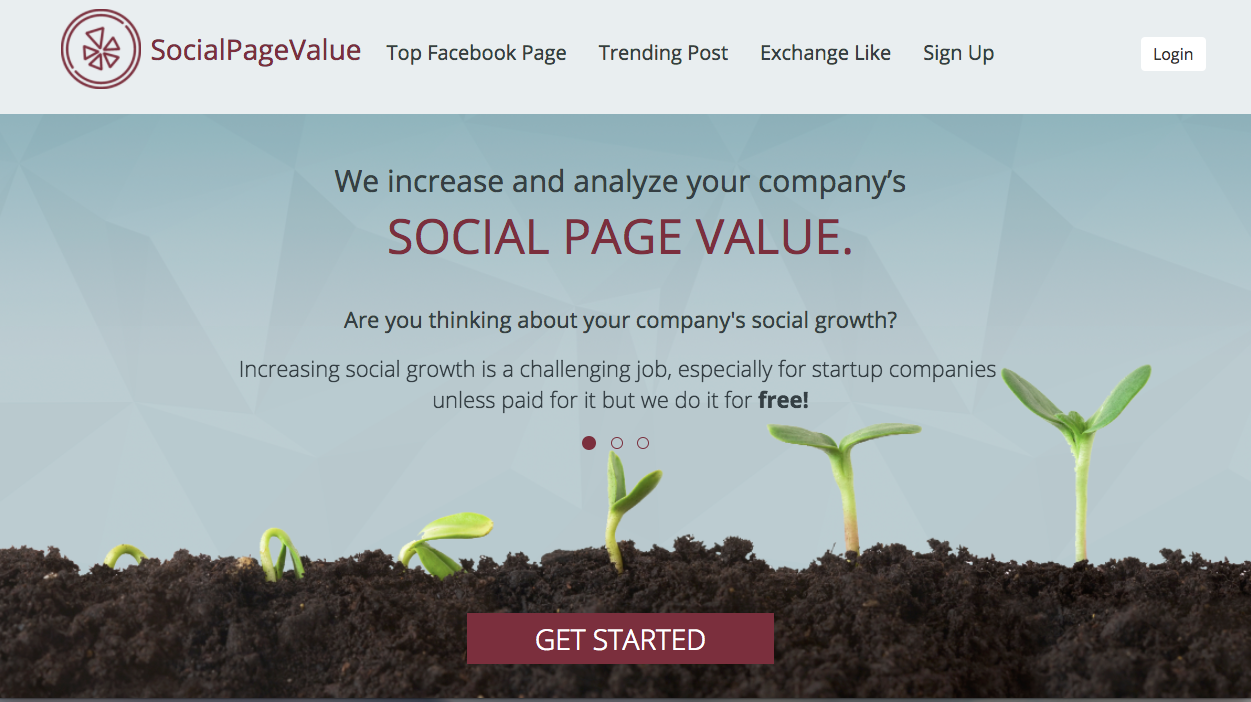 SocialPageValue Top Facebook Page Trending Post Exchange Like Sign Up Login
We increase and analyze your company’s
SOCIAL PAGE VALUE.
Are you thinking about your company's social growth?
Increasing social growth is a challenging job, especially for startup companies
unless paid for it but we do it for free!
GET STARTED